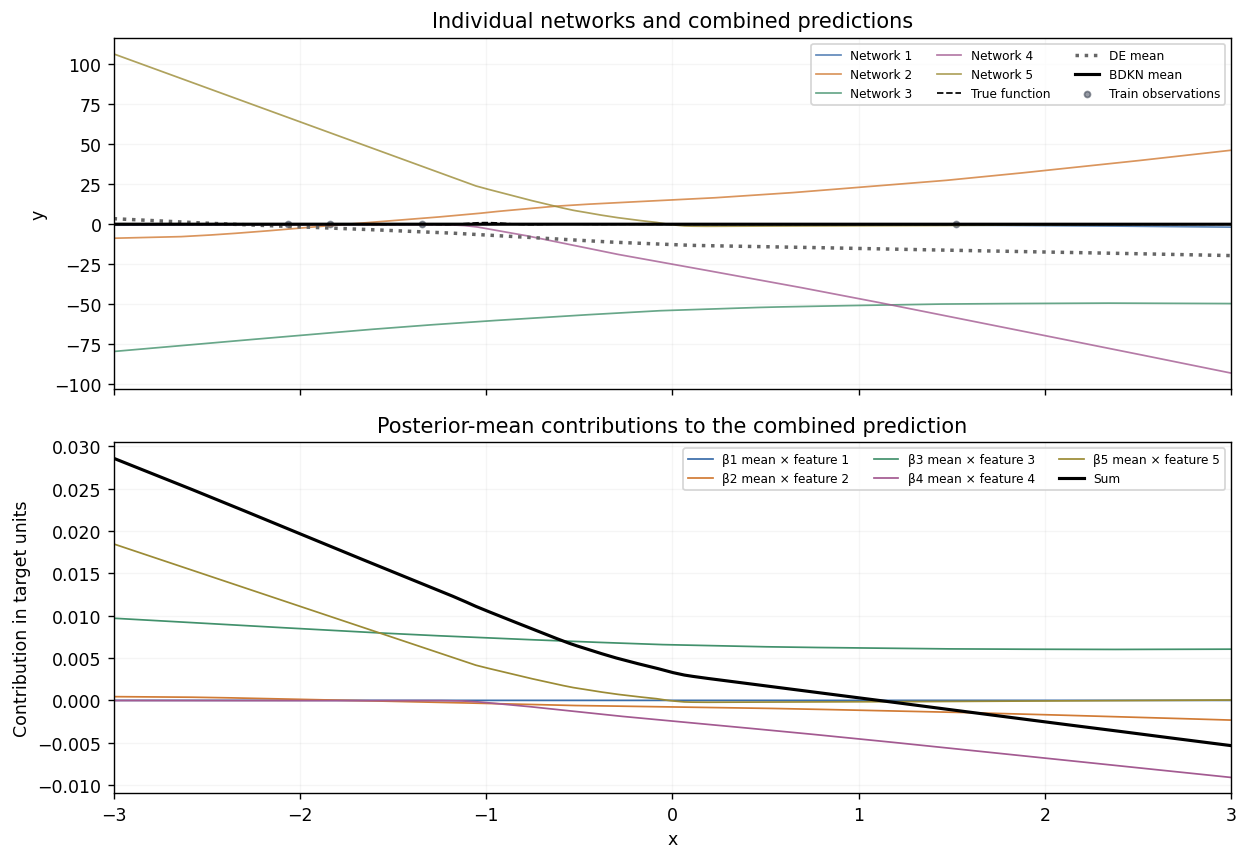 Individual networks and combined predictions
Network 1
Network 2
Network 3
Network 4
Network 5
True function
DE mean
BDKN mean
Train observations
100
75
50
25
0
−25
−50
−75
−100
y
Posterior-mean contributions to the combined prediction
β1 mean × feature 1
β2 mean × feature 2
β3 mean × feature 3
β4 mean × feature 4
β5 mean × feature 5
Sum
0.030
0.025
0.020
0.015
0.010
0.005
0.000
−0.005
−0.010
Contribution in target units
−3
−2
−1
0
1
2
3
x